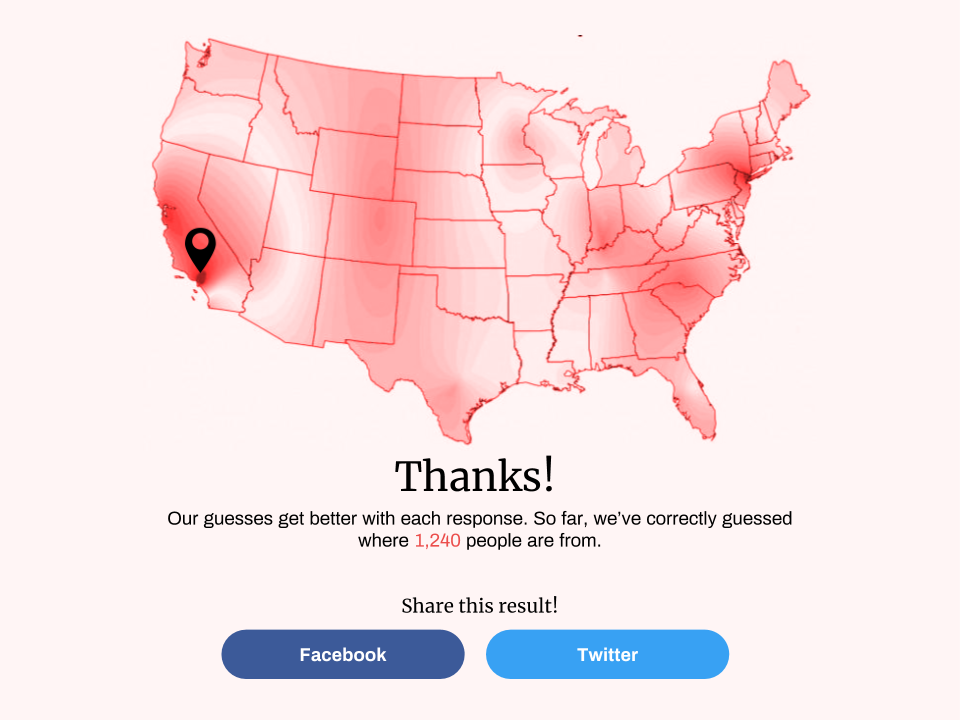 Thanks!
Our guesses get better with each response. So far, we’ve correctly guessed
where 1,240 people are from.
Share this result!
Facebook
Twitter